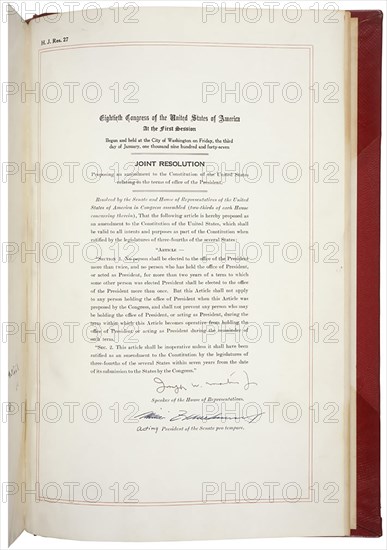 H. J. Res. 27
Eightieth Congress of the United States of America
At the First Session
Begun and held at the City of Washington on Friday, the third
day of January, one thousand nine hundred and forty-seven
JOINT RESOLUTION
Proposing an amendment to the Constitution of the United States
relating to the terms of office of the President.
Resolved by the Senate and House of Representatives of the United
States of America in Congress assembled (two-thirds of each House
concurring therein), That the following article is hereby proposed as
an amendment to the Constitution of the United States, which shall
be valid to all intents and purposes as part of the Constitution when
ratified by the legislatures of three-fourths of the several States:
"Article —
"Section 1. No person shall be elected to the office of the President
more than twice, and no person who has held the office of President,
or acted as President, for more than two years of a term to which
some other person was elected President shall be elected to the office
of the President more than once. But this Article shall not apply
to any person holding the office of President when this Article was
proposed by the Congress, and shall not prevent any person who may
be holding the office of President, or acting as President, during the
term within which this Article becomes operative from holding the
office of President or acting as President during the remainder of
such term.
"Sec. 2. This article shall be inoperative unless it shall have been
ratified as an amendment to the Constitution by the legislatures of
three-fourths of the several States within seven years from the date
of its submission to the States by the Congress."
Speaker of the House of Representatives.
Acting President of the Senate pro tempore.
PHOTO12